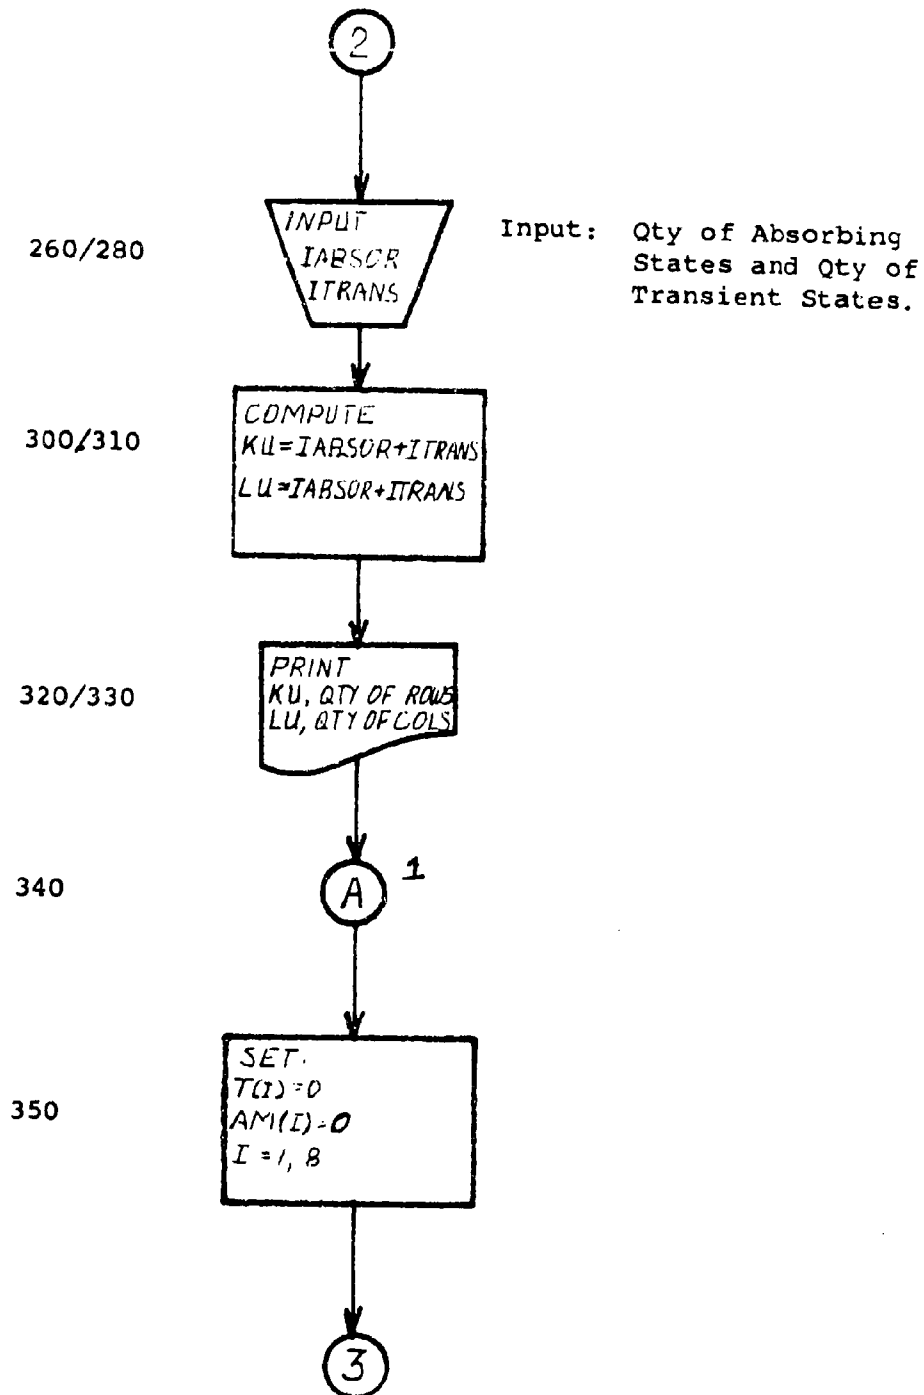 2
260/280
INPUT
IABSOR
ITRANS
Input: Qty of Absorbing
States and Qty of
Transient States.
300/310
COMPUTE
KU=IABSOR+ITRANS
LU=IABSOR+ITRANS
320/330
PRINT
KU, QTY OF ROWS
LU, QTY OF COLS
340
A
1
350
SET.
T(I)=0
AM(I)=0
I=1, 8
3